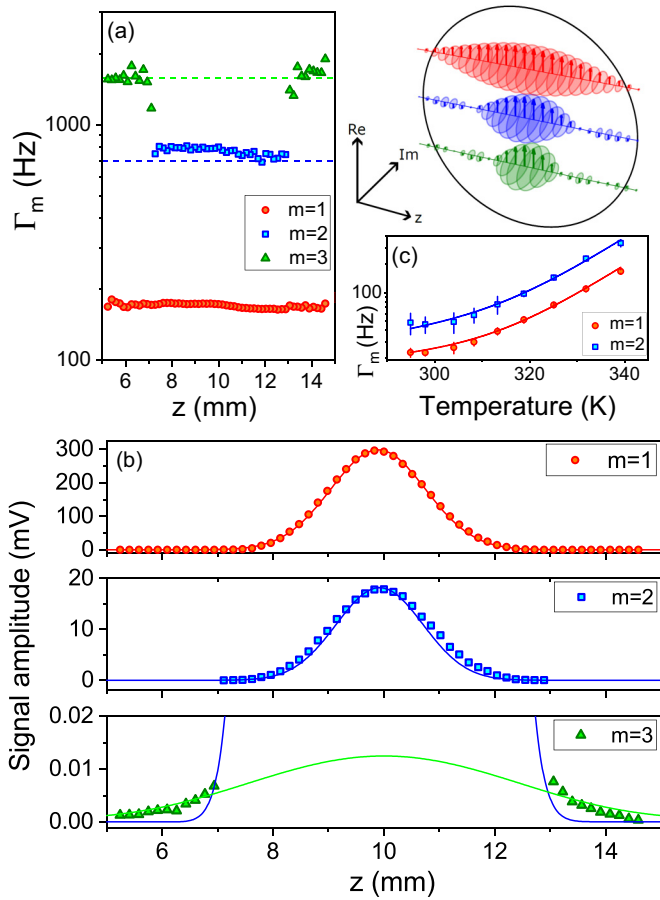 (a)
1000
100
Γm (Hz)
m=1
m=2
m=3
6 8 10 12 14
z (mm)
Re
Im
z
(c)
100
Γm (Hz)
m=1
m=2
300 320 340
Temperature (K)
(b)
300
200
100
0
m=1
20
10
0
m=2
0.02
0.01
0.00
m=3
Signal amplitude (mV)
6 8 10 12 14
z (mm)